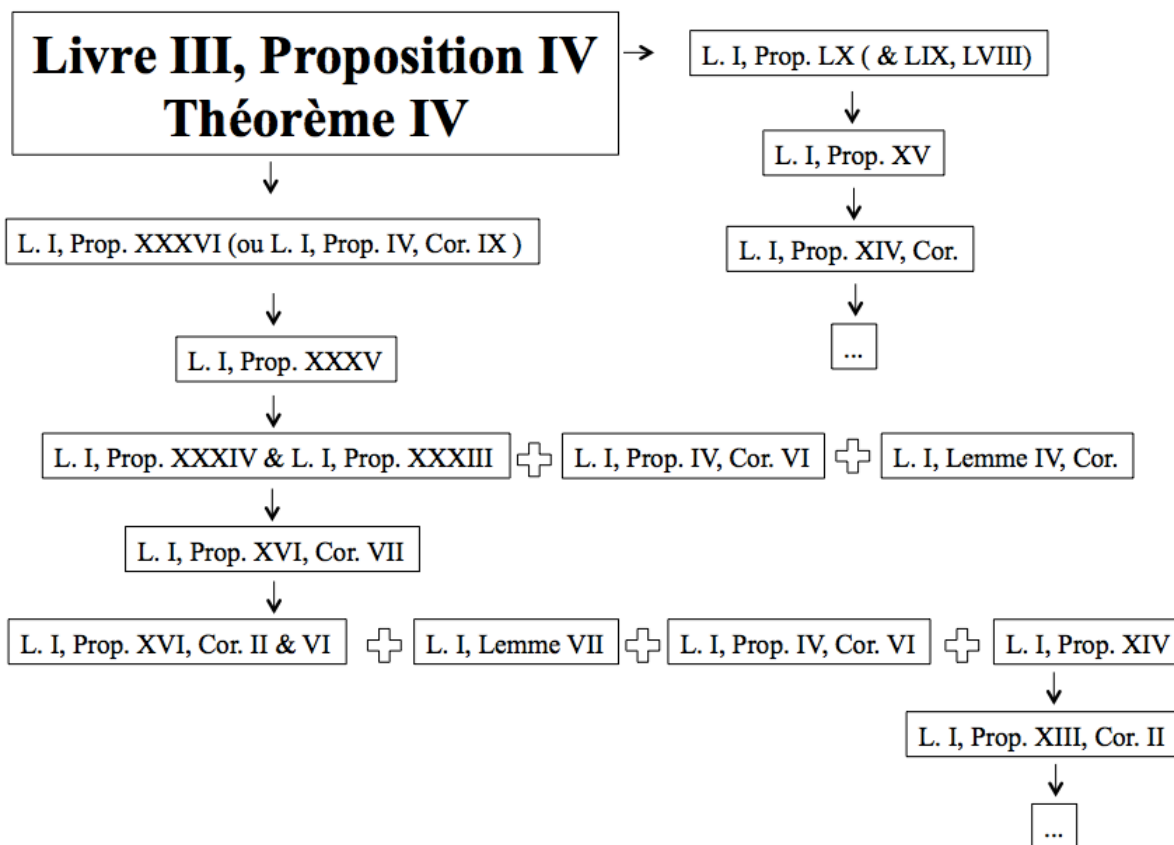 Livre III, Proposition IV
Théorème IV
L. I, Prop. LX ( & LIX, LVIII)
L. I, Prop. XV
L. I, Prop. XIV, Cor.
...
L. I, Prop. XXXVI (ou L. I, Prop. IV, Cor. IX )
L. I, Prop. XXXV
L. I, Prop. XXXIV & L. I, Prop. XXXIII
L. I, Prop. IV, Cor. VI
L. I, Lemme IV, Cor.
L. I, Prop. XVI, Cor. VII
L. I, Prop. XVI, Cor. II & VI
L. I, Lemme VII
L. I, Prop. IV, Cor. VI
L. I, Prop. XIV
L. I, Prop. XIII, Cor. II
...